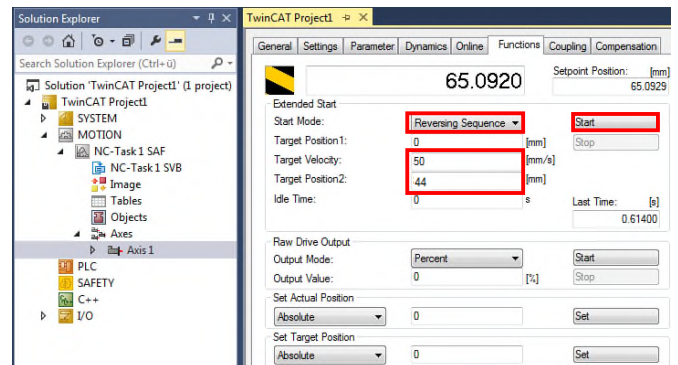 Solution Explorer
Search Solution Explorer (Ctrl+ü)
Solution 'TwinCAT Project1' (1 project)
TwinCAT Project1
SYSTEM
MOTION
NC-Task 1 SAF
NC-Task 1 SVB
Image
Tables
Objects
Axes
Axis 1
PLC
SAFETY
C++
I/O
TwinCAT Project1
General Settings Parameter Dynamics Online Functions Coupling Compensation
65.0920
Setpoint Position: [mm]
65.0929
Extended Start
Start Mode: Reversing Sequence Start
Target Position1: 0 [mm] Stop
Target Velocity: 50 [mm/s]
Target Position2: 44 [mm]
Idle Time: 0 s Last Time: [s]
0.61400
Raw Drive Output
Output Mode: Percent Start
Output Value: 0 [%] Stop
Set Actual Position
Absolute 0 Set
Set Target Position
Absolute 0 Set